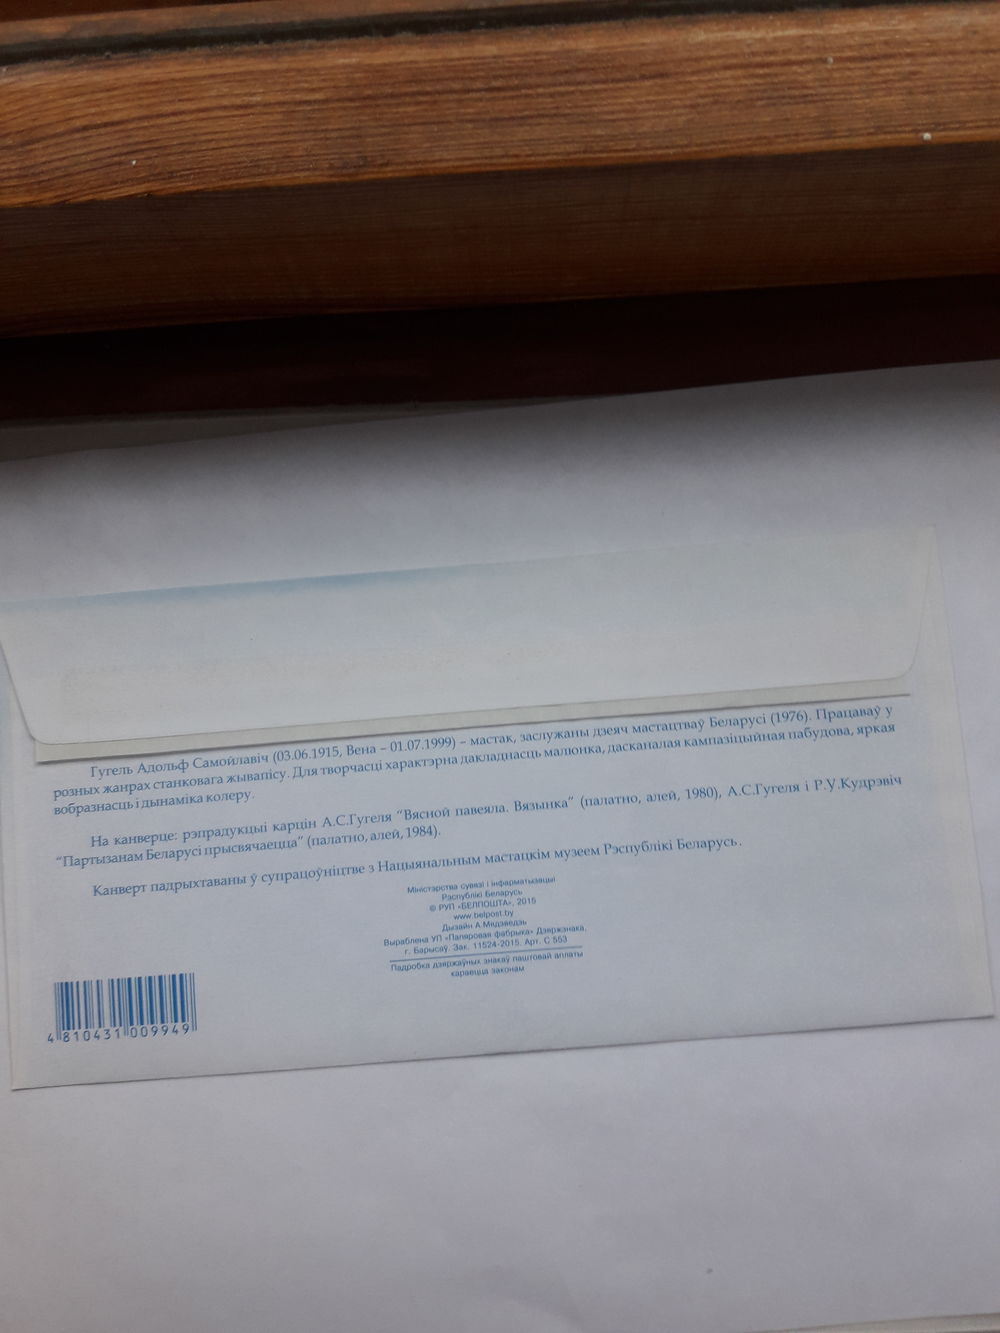 Гугель Адольф Самойлавіч (03.06.1915, Вена – 01.07.1999) – мастак, заслужаны дзеяч мастацтваў Беларусі (1976). Працаваў у
розных жанрах станковага жывапісу. Для творчасці характэрна дакладнасць малюнка, дасканалая кампазіцыйная пабудова, яркая
вобразнасць і дынаміка колеру.
На канверце: рэпрадукцыі карцін А.С.Гугеля “Вясной павеяла. Вязынка” (палатно, алей, 1980), А.С.Гугеля і Р.У.Кудрэвіч
“Партызанам Беларусі прысвячаецца” (палатно, алей, 1984).
Канверт падрыхтаваны ў супрацоўніцтве з Нацыянальным мастацкім музеем Рэспублікі Беларусь.
Міністэрства сувязі і інфарматызацыі
Рэспублікі Беларусь
© РУП «БЕЛПОШТА», 2015
www.belpost.by
Дызайн А.Мядзведзь
Выраблена УП «Папяровая фабрыка» Дзяржзнака,
г. Барысаў. Зак. 11524-2015. Арт. С 553
Падробка дзяржаўных знакаў паштовай аплаты
караецца законам
4 810431 009949